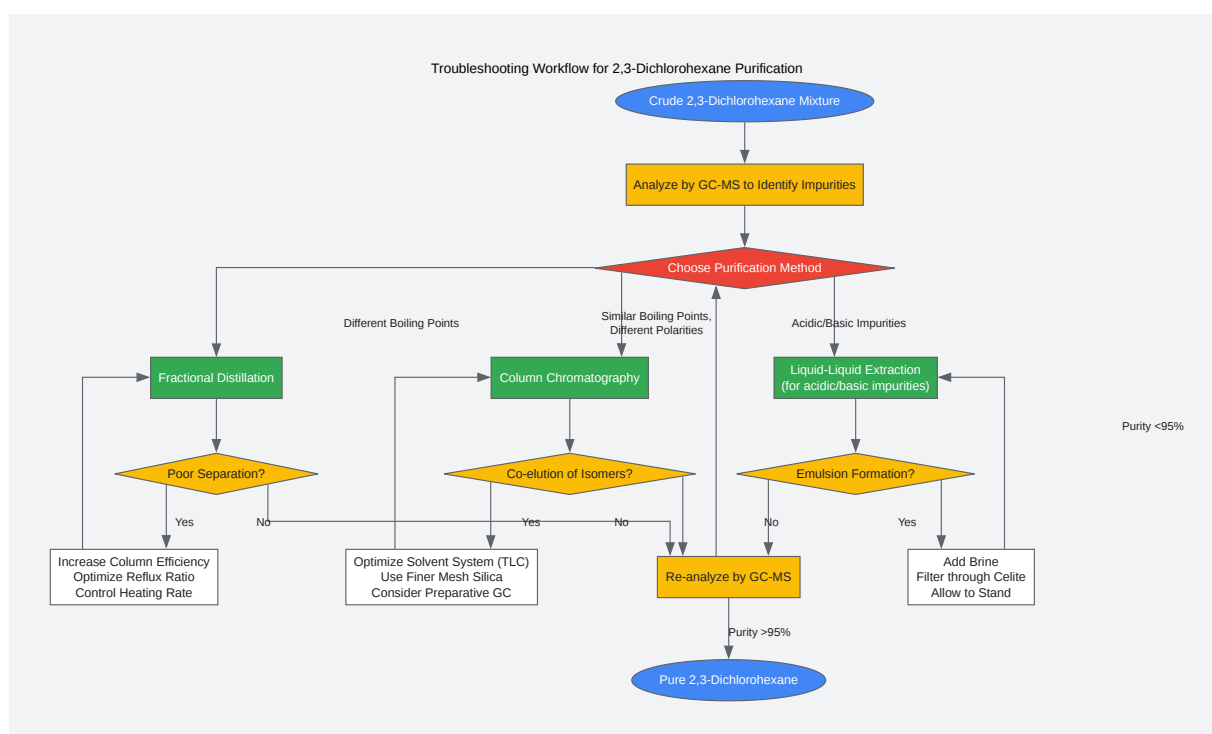 Troubleshooting Workflow for 2,3-Dichlorohexane Purification
Crude 2,3-Dichlorohexane Mixture
Analyze by GC-MS to Identify Impurities
Choose Purification Method
Different Boiling Points
Similar Boiling Points,
Different Polarities
Acidic/Basic Impurities
Fractional Distillation
Column Chromatography
Liquid-Liquid Extraction
(for acidic/basic impurities)
Purity <95%
Poor Separation?
Co-elution of Isomers?
Emulsion Formation?
Yes
No
Yes
No
No
Yes
Increase Column Efficiency
Optimize Reflux Ratio
Control Heating Rate
Optimize Solvent System (TLC)
Use Finer Mesh Silica
Consider Preparative GC
Re-analyze by GC-MS
Add Brine
Filter through Celite
Allow to Stand
Purity >95%
Pure 2,3-Dichlorohexane